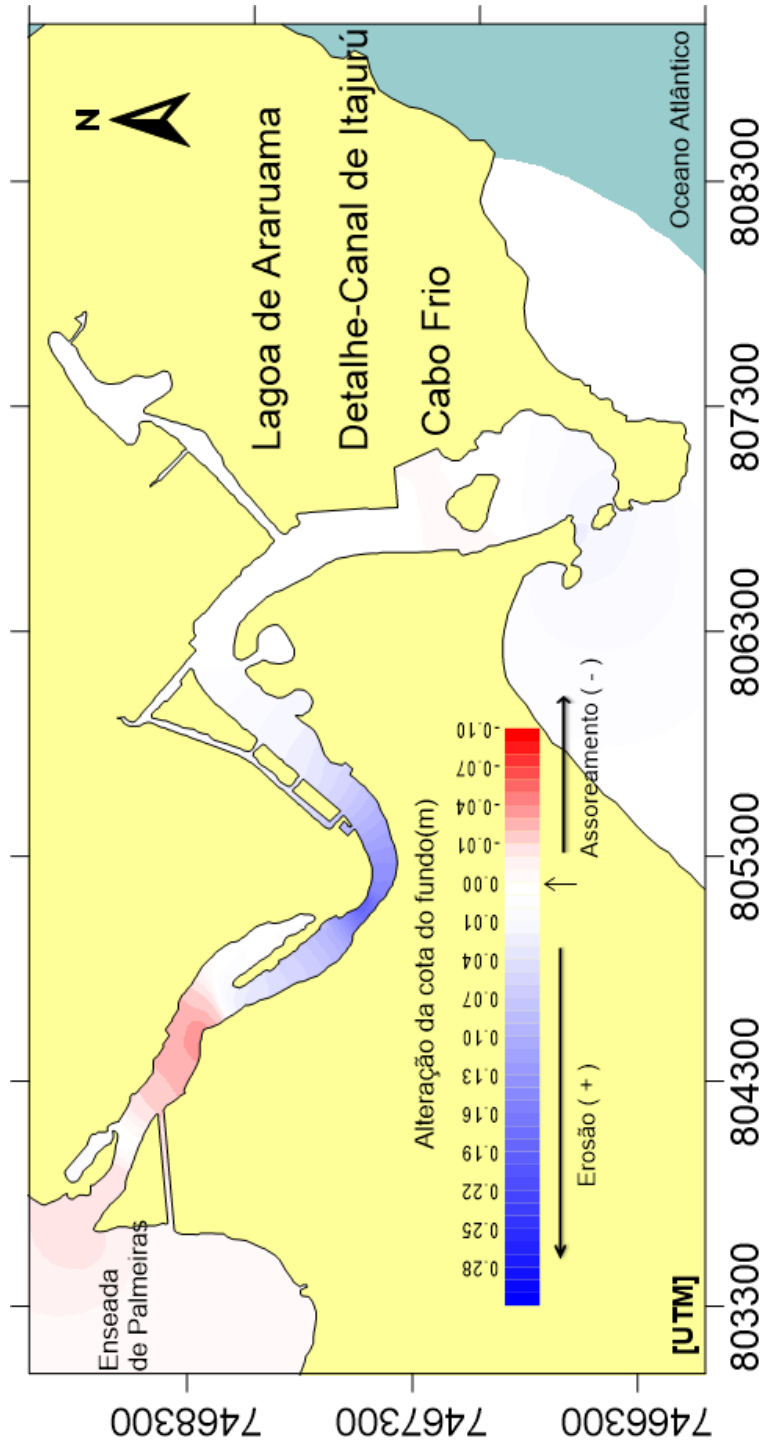 N
Lagoa de Araruama
Detalhe-Canal de Itajurú
Cabo Frio
Oceano Atlântico
Enseada
de Palmeiras
Alteração da cota do fundo(m)
0.28
0.25
0.22
0.19
0.16
0.13
0.10
0.07
0.04
0.01
0.00
-0.01
-0.04
-0.07
-0.10
Erosão ( + )
Assoreamento ( - )
[UTM]
7468300
7467300
7466300
803300
804300
805300
806300
807300
808300